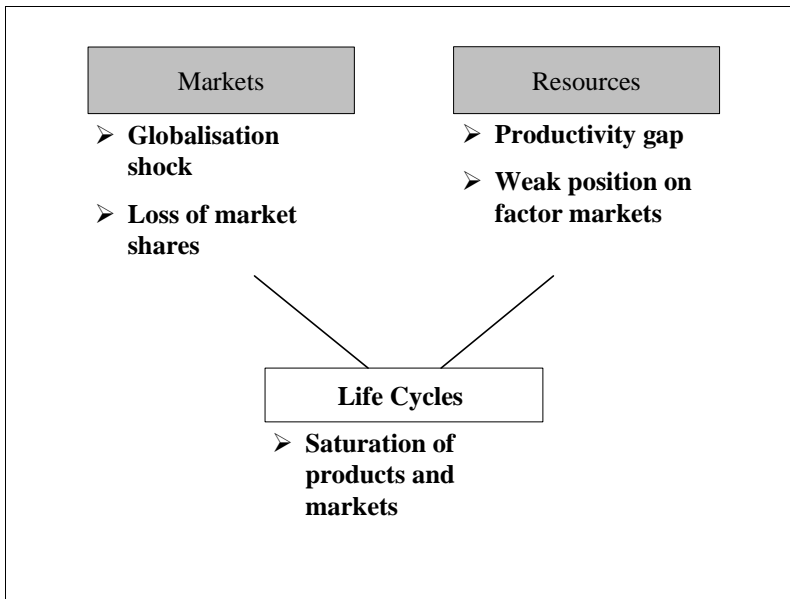 Markets
➢ Globalisation
shock
➢ Loss of market
shares
Resources
➢ Productivity gap
➢ Weak position on
factor markets
Life Cycles
➢ Saturation of
products and
markets